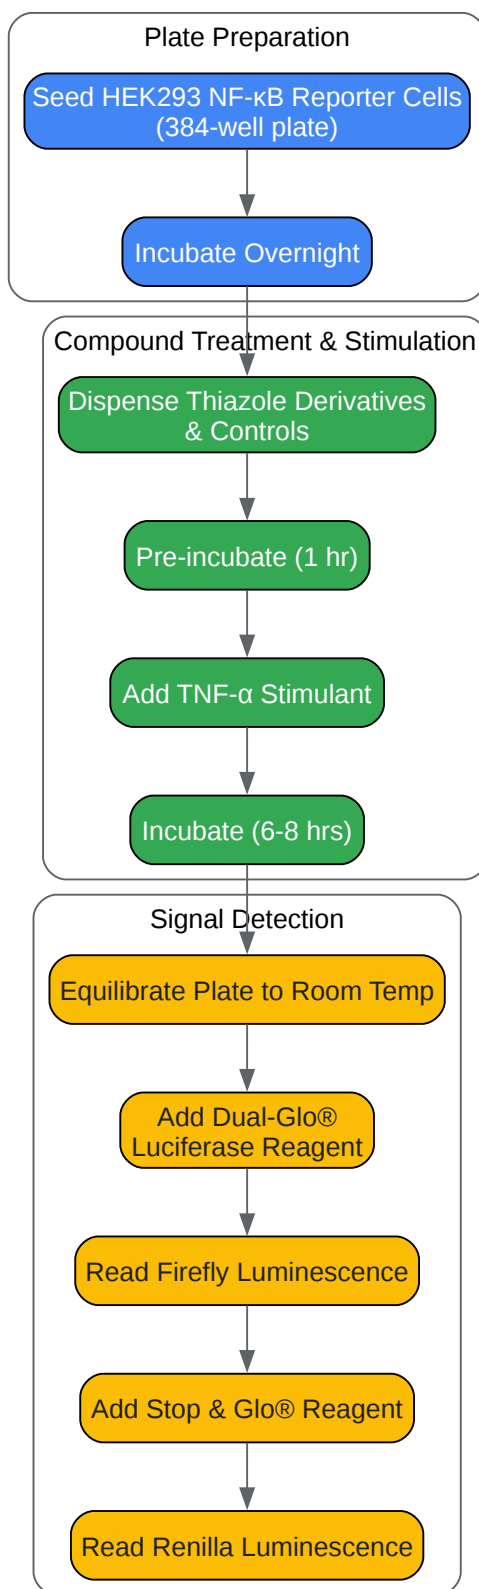 Plate Preparation
Seed HEK293 NF-κB Reporter Cells
(384-well plate)
Incubate Overnight
Compound Treatment & Stimulation
Dispense Thiazole Derivatives
& Controls
Pre-incubate (1 hr)
Add TNF-α Stimulant
Incubate (6-8 hrs)
Signal Detection
Equilibrate Plate to Room Temp
Add Dual-Glo®
Luciferase Reagent
Read Firefly Luminescence
Add Stop & Glo® Reagent
Read Renilla Luminescence